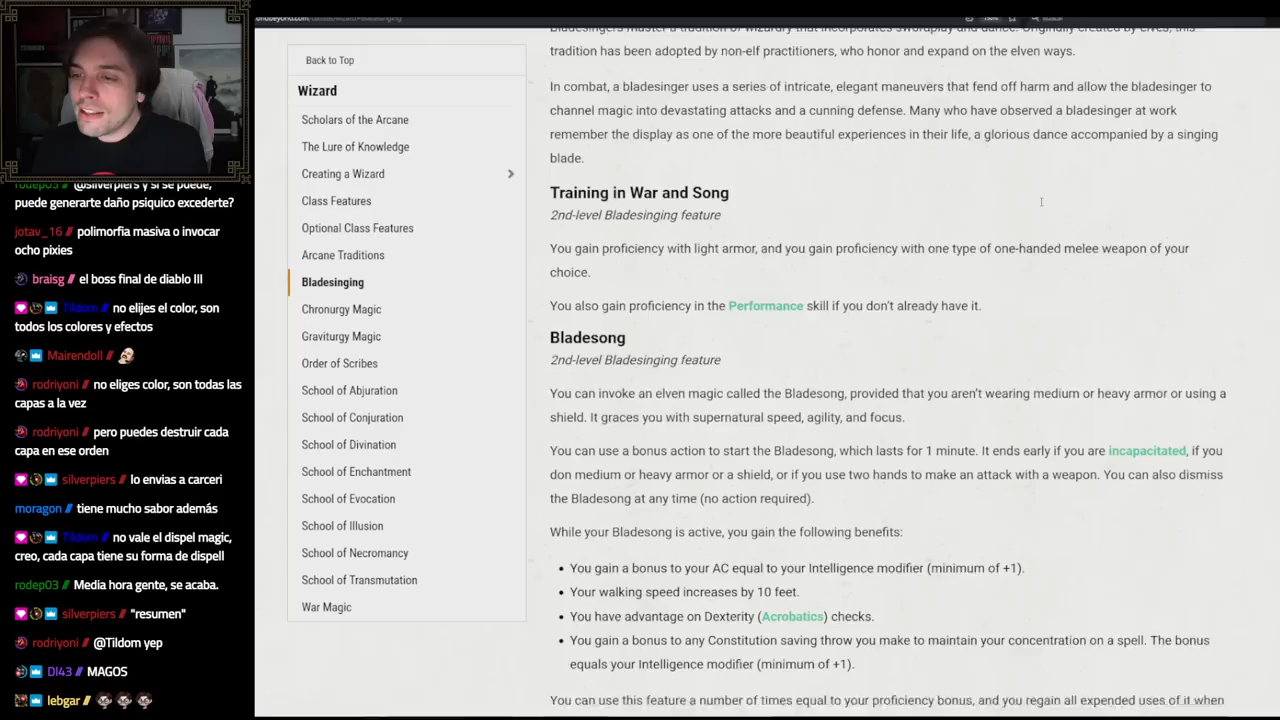 rodep03 // @silverpiers y si se puede,
puede generarte daño psiquico excederte?
jotav_16 // polimorfia masiva o invocar
ocho pixies
braisg // el boss final de diablo III
Tildom // no elijes el color, son
todos los colores y efectos
Mairendoll //
rodriyoni // no eliges color, son todas las
capas a la vez
rodriyoni // pero puedes destruir cada
capa en ese orden
silverpiers // lo envias a carceri
moragon // tiene mucho sabor además
Tildom // no vale el dispel magic,
creo, cada capa tiene su forma de dispell
rodep03 // Media hora gente, se acaba.
silverpiers // "resumen"
rodriyoni // @Tildom yep
Dl43 // MAGOS
lebgar //
Back to Top
Wizard
Scholars of the Arcane
The Lure of Knowledge
Creating a Wizard
Class Features
Optional Class Features
Arcane Traditions
Bladesinging
Chronurgy Magic
Graviturgy Magic
Order of Scribes
School of Abjuration
School of Conjuration
School of Divination
School of Enchantment
School of Evocation
School of Illusion
School of Necromancy
School of Transmutation
War Magic
Bladesingers master a tradition of wizardry that incorporates swordplay and dance. Originally created by elves, this
tradition has been adopted by non-elf practitioners, who honor and expand on the elven ways.
In combat, a bladesinger uses a series of intricate, elegant maneuvers that fend off harm and allow the bladesinger to
channel magic into devastating attacks and a cunning defense. Many who have observed a bladesinger at work
remember the display as one of the more beautiful experiences in their life, a glorious dance accompanied by a singing
blade.
Training in War and Song
2nd-level Bladesinging feature
You gain proficiency with light armor, and you gain proficiency with one type of one-handed melee weapon of your
choice.
You also gain proficiency in the Performance skill if you don't already have it.
Bladesong
2nd-level Bladesinging feature
You can invoke an elven magic called the Bladesong, provided that you aren't wearing medium or heavy armor or using a
shield. It graces you with supernatural speed, agility, and focus.
You can use a bonus action to start the Bladesong, which lasts for 1 minute. It ends early if you are incapacitated, if you
don medium or heavy armor or a shield, or if you use two hands to make an attack with a weapon. You can also dismiss
the Bladesong at any time (no action required).
While your Bladesong is active, you gain the following benefits:
• You gain a bonus to your AC equal to your Intelligence modifier (minimum of +1).
• Your walking speed increases by 10 feet.
• You have advantage on Dexterity (Acrobatics) checks.
• You gain a bonus to any Constitution saving throw you make to maintain your concentration on a spell. The bonus
equals your Intelligence modifier (minimum of +1).
You can use this feature a number of times equal to your proficiency bonus, and you regain all expended uses of it when